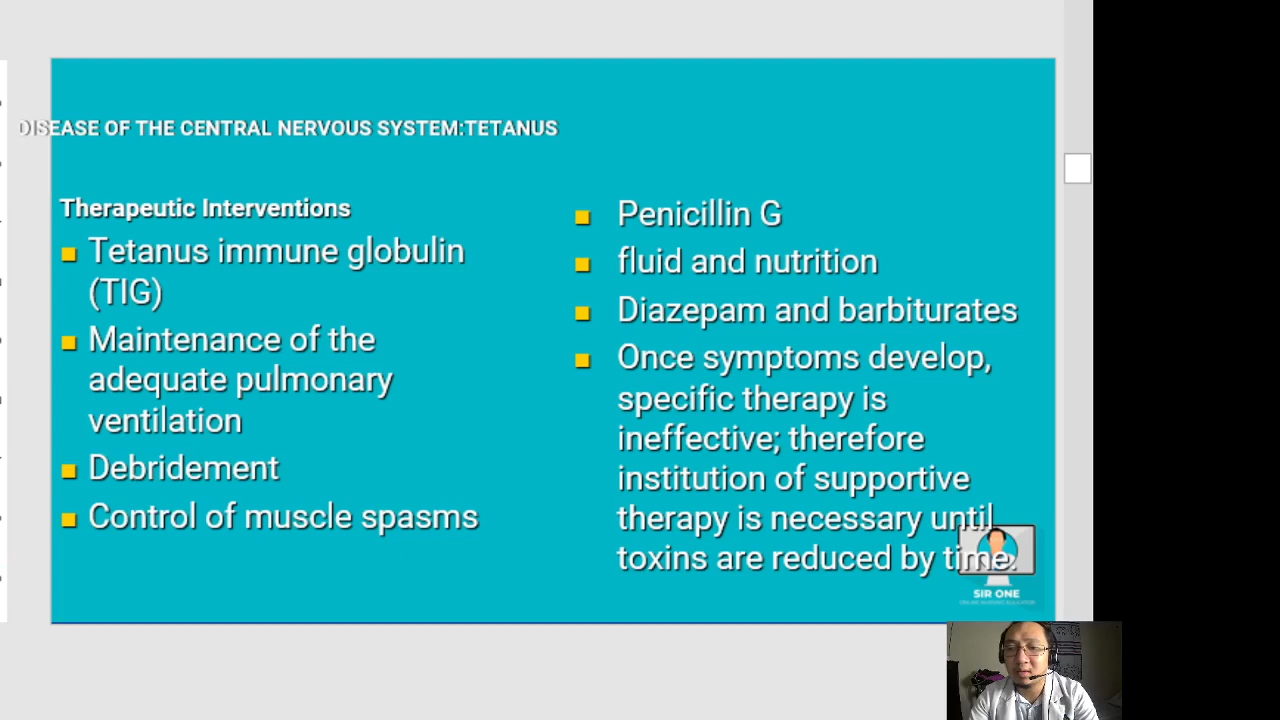 DISEASE OF THE CENTRAL NERVOUS SYSTEM:TETANUS
Therapeutic Interventions
Tetanus immune globulin
(TIG)
Maintenance of the
adequate pulmonary
ventilation
Debridement
Control of muscle spasms
Penicillin G
fluid and nutrition
Diazepam and barbiturates
Once symptoms develop,
specific therapy is
ineffective; therefore
institution of supportive
therapy is necessary until
toxins are reduced by time.
SIR ONE